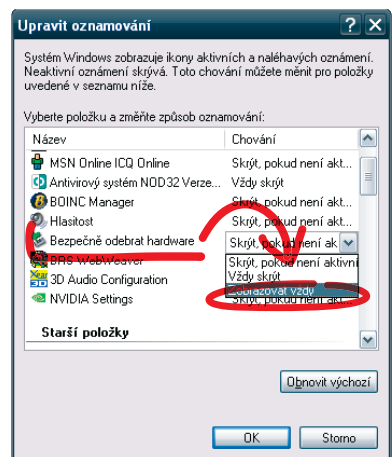 Upravit oznamování
Systém Windows zobrazuje ikony aktivních a naléhavých oznámení.
Neaktivní oznámení skrývá. Toto chování můžete měnit pro položky
uvedené v seznamu níže.
Vyberte položku a změňte způsob oznamování:
Název Chování
MSN Online ICQ Online Skrýt, pokud není akt...
Antivirový systém NOD32 Verze... Vždy skrýt
BOINC Manager Skrýt, pokud není akt...
Hlasitost Skrýt, pokud není akt...
Bezpečně odebrat hardware Skrýt, pokud není ak
BRS WebWeaver Skrýt, pokud není aktivní
3D Audio Configuration Vždy skrýt
Zobrazovat vždy
NVIDIA Settings Skrýt, pokud není akt...
Starší položky
Obnovit výchozí
OK Storno